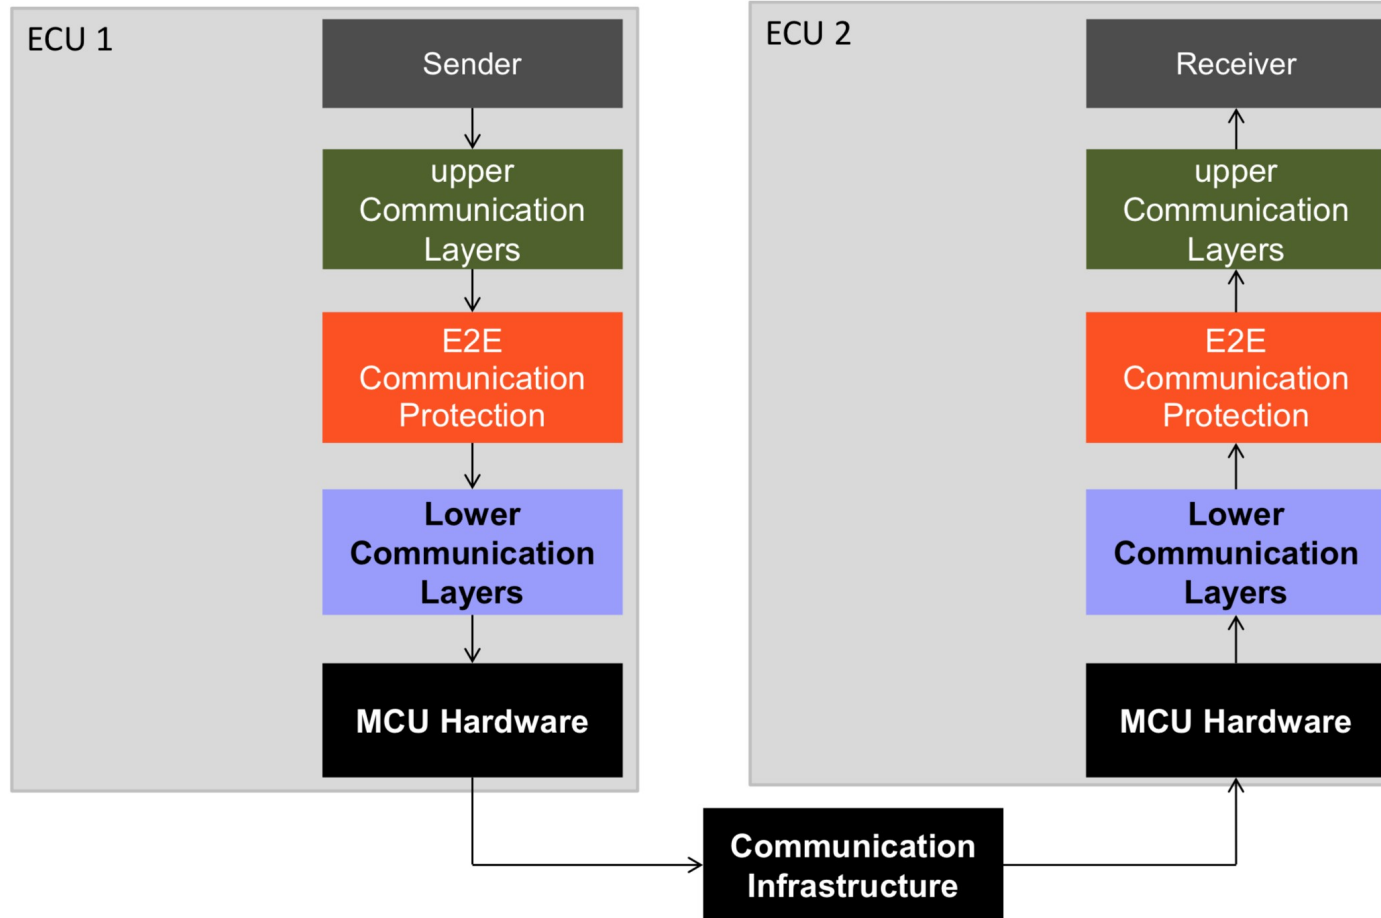 ECU 1
Sender
upper
Communication
Layers
E2E
Communication
Protection
Lower
Communication
Layers
MCU Hardware
ECU 2
Receiver
upper
Communication
Layers
E2E
Communication
Protection
Lower
Communication
Layers
MCU Hardware
Communication
Infrastructure